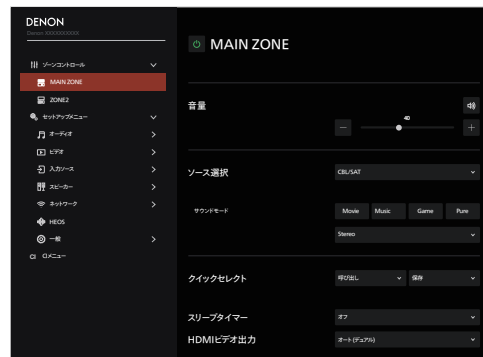 DENON
Denon XXXXXXXXXX
ゾーンコントロール
MAIN ZONE
ZONE2
セットアップメニュー
オーディオ
ビデオ
入力ソース
スピーカー
ネットワーク
HEOS
一般
CI CIメニュー
MAIN ZONE
音量
40
ソース選択 CBL/SAT
サウンドモード Movie Music Game Pure
Stereo
クイックセレクト 呼び出し 保存
スリープタイマー オフ
HDMIビデオ出力 オート (デュアル)